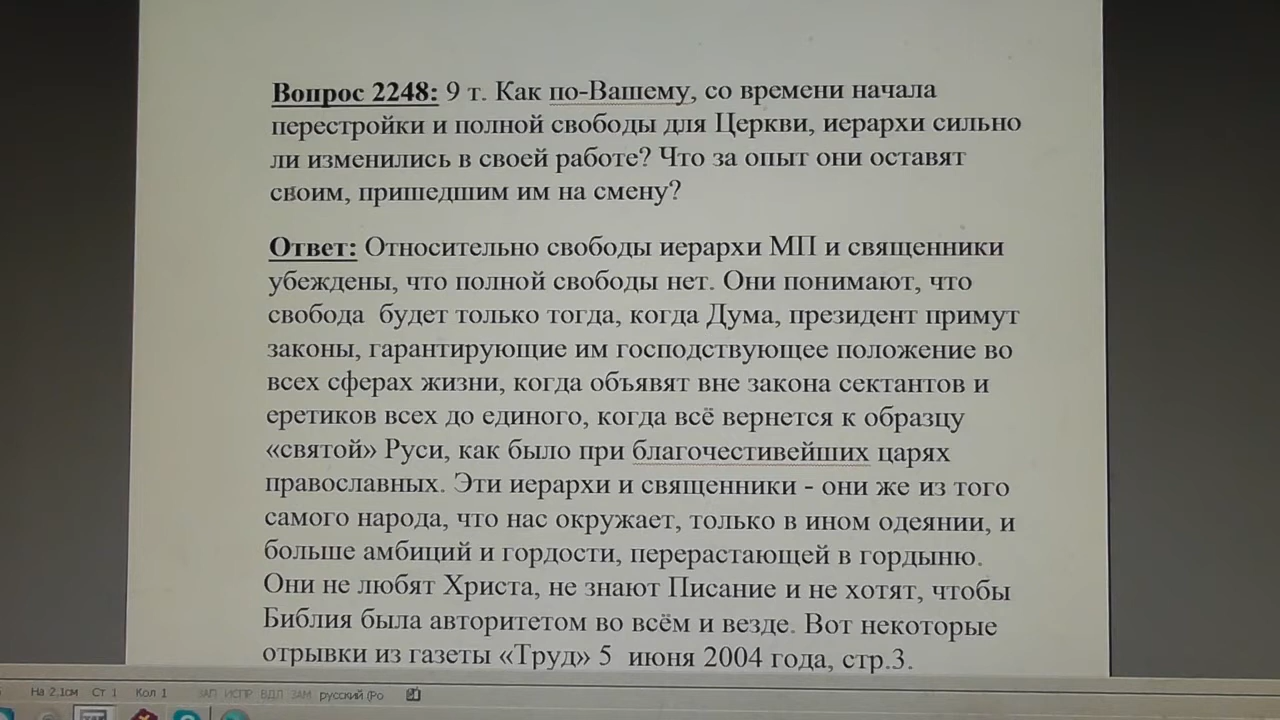 Вопрос 2248: 9 т. Как по-Вашему, со времени начала
перестройки и полной свободы для Церкви, иерархи сильно
ли изменились в своей работе? Что за опыт они оставят
своим, пришедшим им на смену?
Ответ: Относительно свободы иерархи МП и священники
убеждены, что полной свободы нет. Они понимают, что
свобода будет только тогда, когда Дума, президент примут
законы, гарантирующие им господствующее положение во
всех сферах жизни, когда объявят вне закона сектантов и
еретиков всех до единого, когда всё вернется к образцу
«святой» Руси, как было при благочестивейших царях
православных. Эти иерархи и священники - они же из того
самого народа, что нас окружает, только в ином одеянии, и
больше амбиций и гордости, перерастающей в гордыню.
Они не любят Христа, не знают Писание и не хотят, чтобы
Библия была авторитетом во всём и везде. Вот некоторые
отрывки из газеты «Труд» 5 июня 2004 года, стр.3.
На 2,1см Ст 1 Кол 1 ЗАП ИСПР ВДЛ ЗАМ русский (Ро